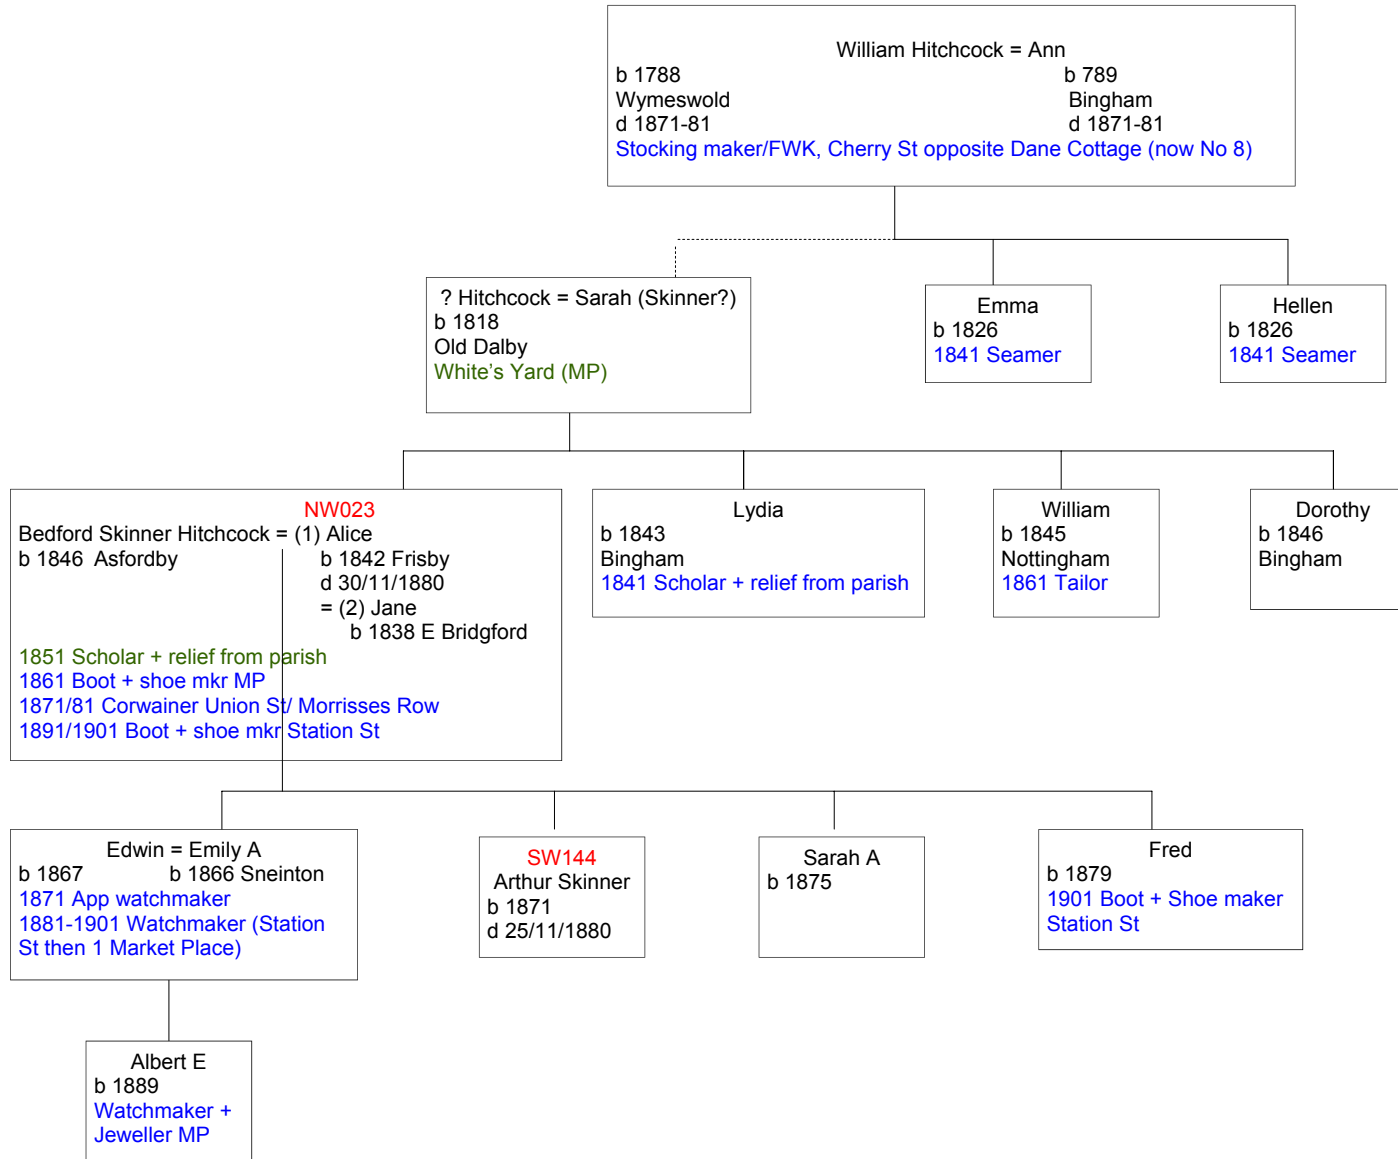 William Hitchcock = Ann
b 1788 b 789
Wymeswold Bingham
d 1871-81 d 1871-81
Stocking maker/FWK, Cherry St opposite Dane Cottage (now No 8)
? Hitchcock = Sarah (Skinner?)
b 1818
Old Dalby
White's Yard (MP)
Emma
b 1826
1841 Seamer
Hellen
b 1826
1841 Seamer
NW023
Bedford Skinner Hitchcock = (1) Alice
b 1846 Asfordby b 1842 Frisby
d 30/11/1880
= (2) Jane
b 1838 E Bridgford
1851 Scholar + relief from parish
1861 Boot + shoe mkr MP
1871/81 Corwainer Union St/ Morrisses Row
1891/1901 Boot + shoe mkr Station St
Lydia
b 1843
Bingham
1841 Scholar + relief from parish
William
b 1845
Nottingham
1861 Tailor
Dorothy
b 1846
Bingham
Edwin = Emily A
b 1867 b 1866 Sneinton
1871 App watchmaker
1881-1901 Watchmaker (Station
St then 1 Market Place)
SW144
Arthur Skinner
b 1871
d 25/11/1880
Sarah A
b 1875
Fred
b 1879
1901 Boot + Shoe maker
Station St
Albert E
b 1889
Watchmaker +
Jeweller MP